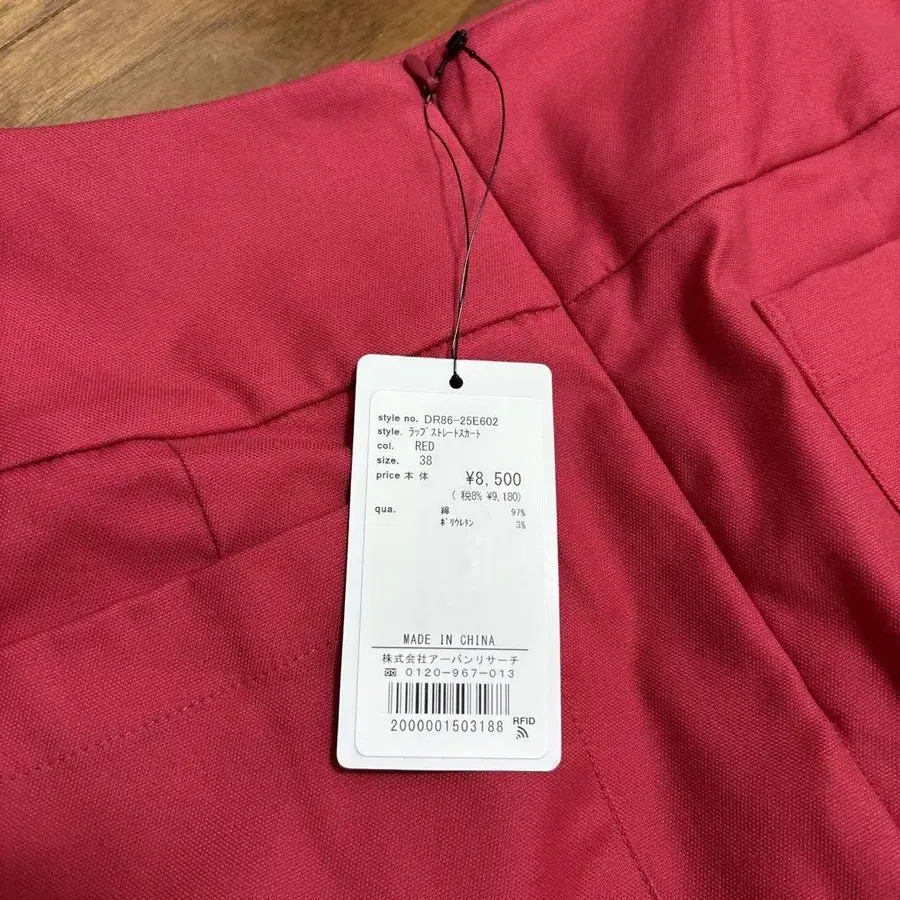 style no. DR86-25E602
style. ラップストレートスカート
col. RED
size. 38
price 本体 ¥8,500
( 税8% ¥9,180)
qua. 綿 97%
ポリウレタン 3%
MADE IN CHINA
株式会社アーバンリサーチ
0120-967-013
2000001503188
RFID